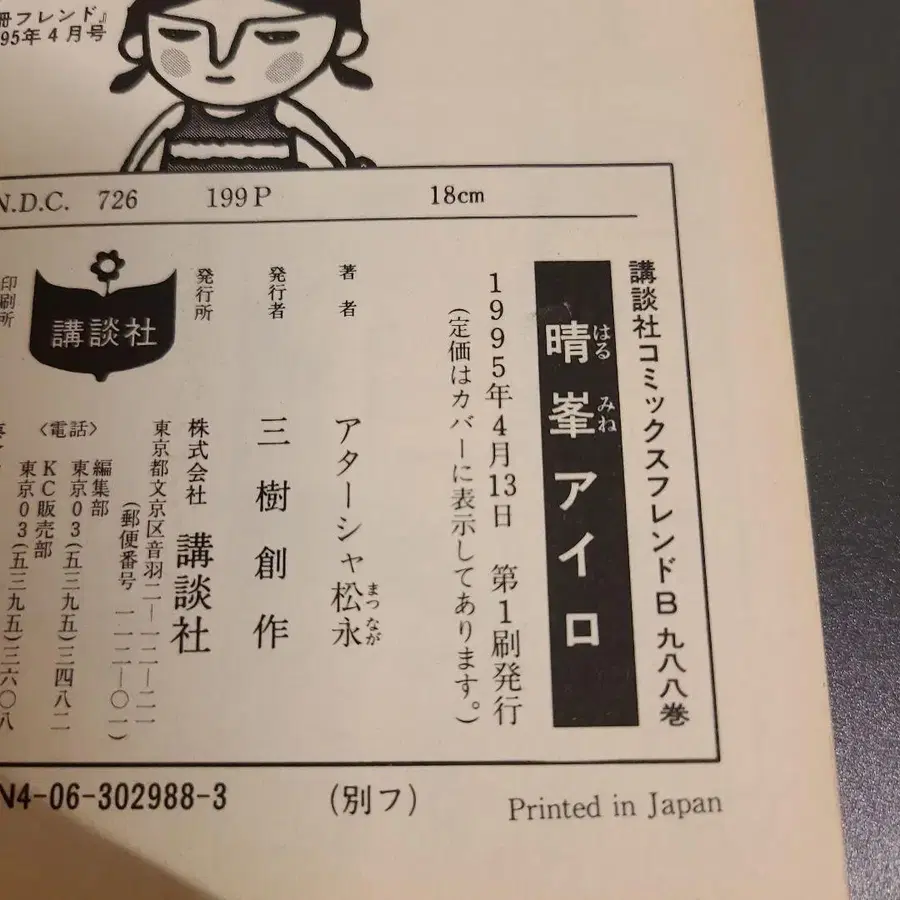 冊フレンド』
95年4月号
N.D.C. 726 199P 18cm
講談社コミックスフレンドB 九八八巻
晴峯アイロ
はるみね
1995年4月13日 第1刷発行
(定価はカバーに表示してあります。)
著者 アターシャ松永
まつなが
発行者 三樹創作
発行所 株式会社 講談社
東京都文京区音羽二―一二―二一
(郵便番号 一一二―〇一)
〈電話〉 編集部
東京03(五三九五)三四八二
KC販売部
東京03(五三九五)三六〇八
講談社
印刷所
N4-06-302988-3 (別フ) Printed in Japan